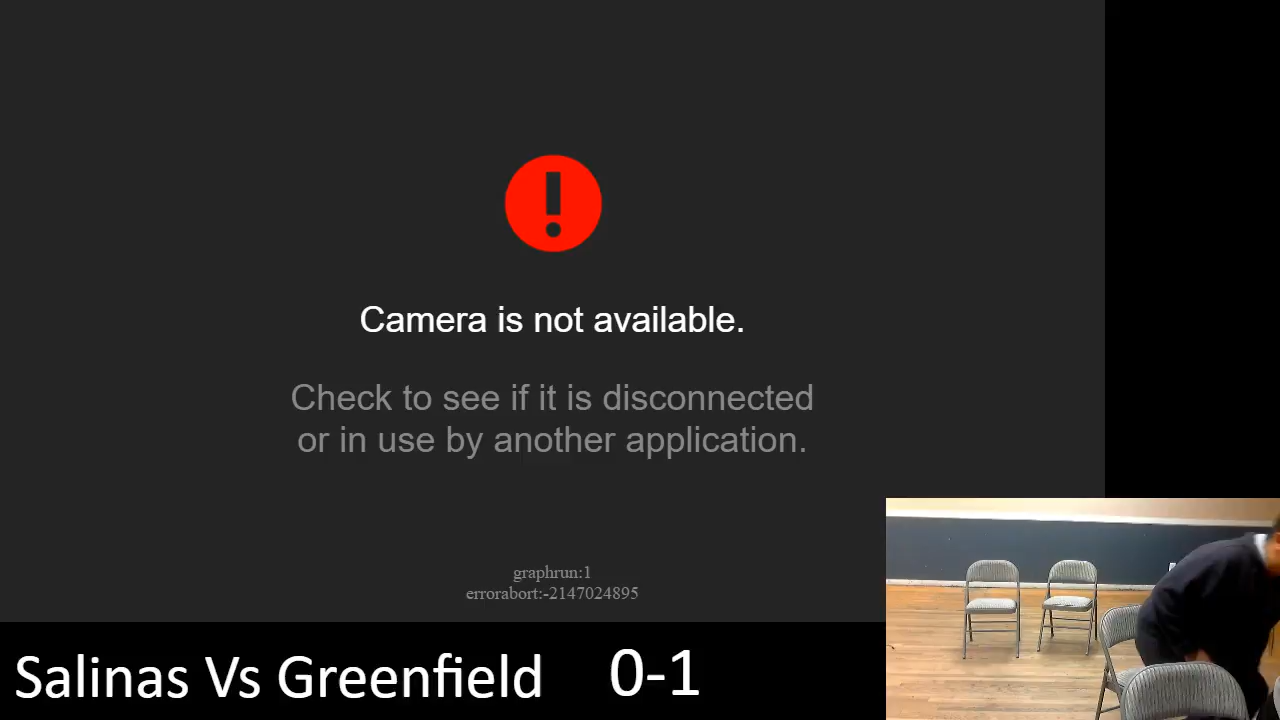 Camera is not available.
Check to see if it is disconnected
or in use by another application.
graphrun:1
errorabort:-2147024895
Salinas Vs Greenfield 0-1